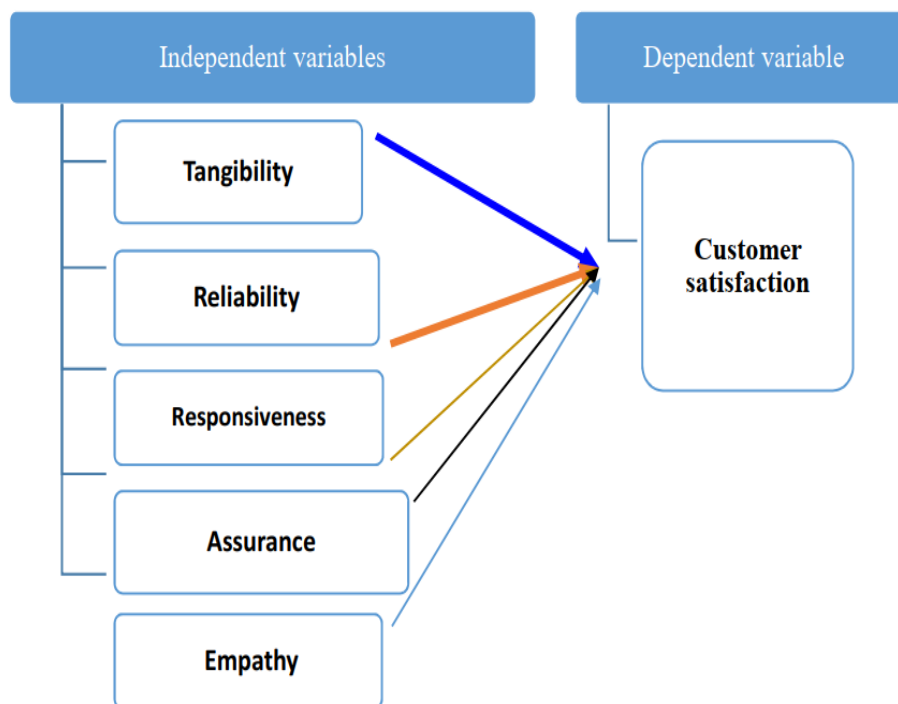 Independent variables
Dependent variable
Tangibility
Reliability
Responsiveness
Assurance
Empathy
Customer
satisfaction